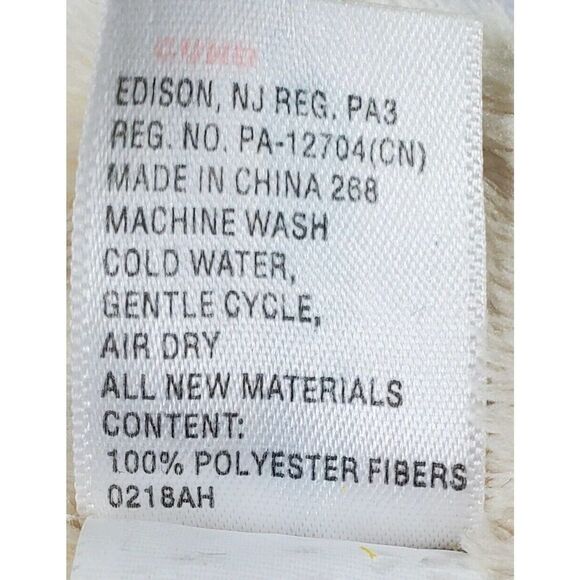 EDISON, NJ REG. PA3
REG. NO. PA-12704(CN)
MADE IN CHINA 268
MACHINE WASH
COLD WATER,
GENTLE CYCLE,
AIR DRY
ALL NEW MATERIALS
CONTENT:
100% POLYESTER FIBERS
0218AH